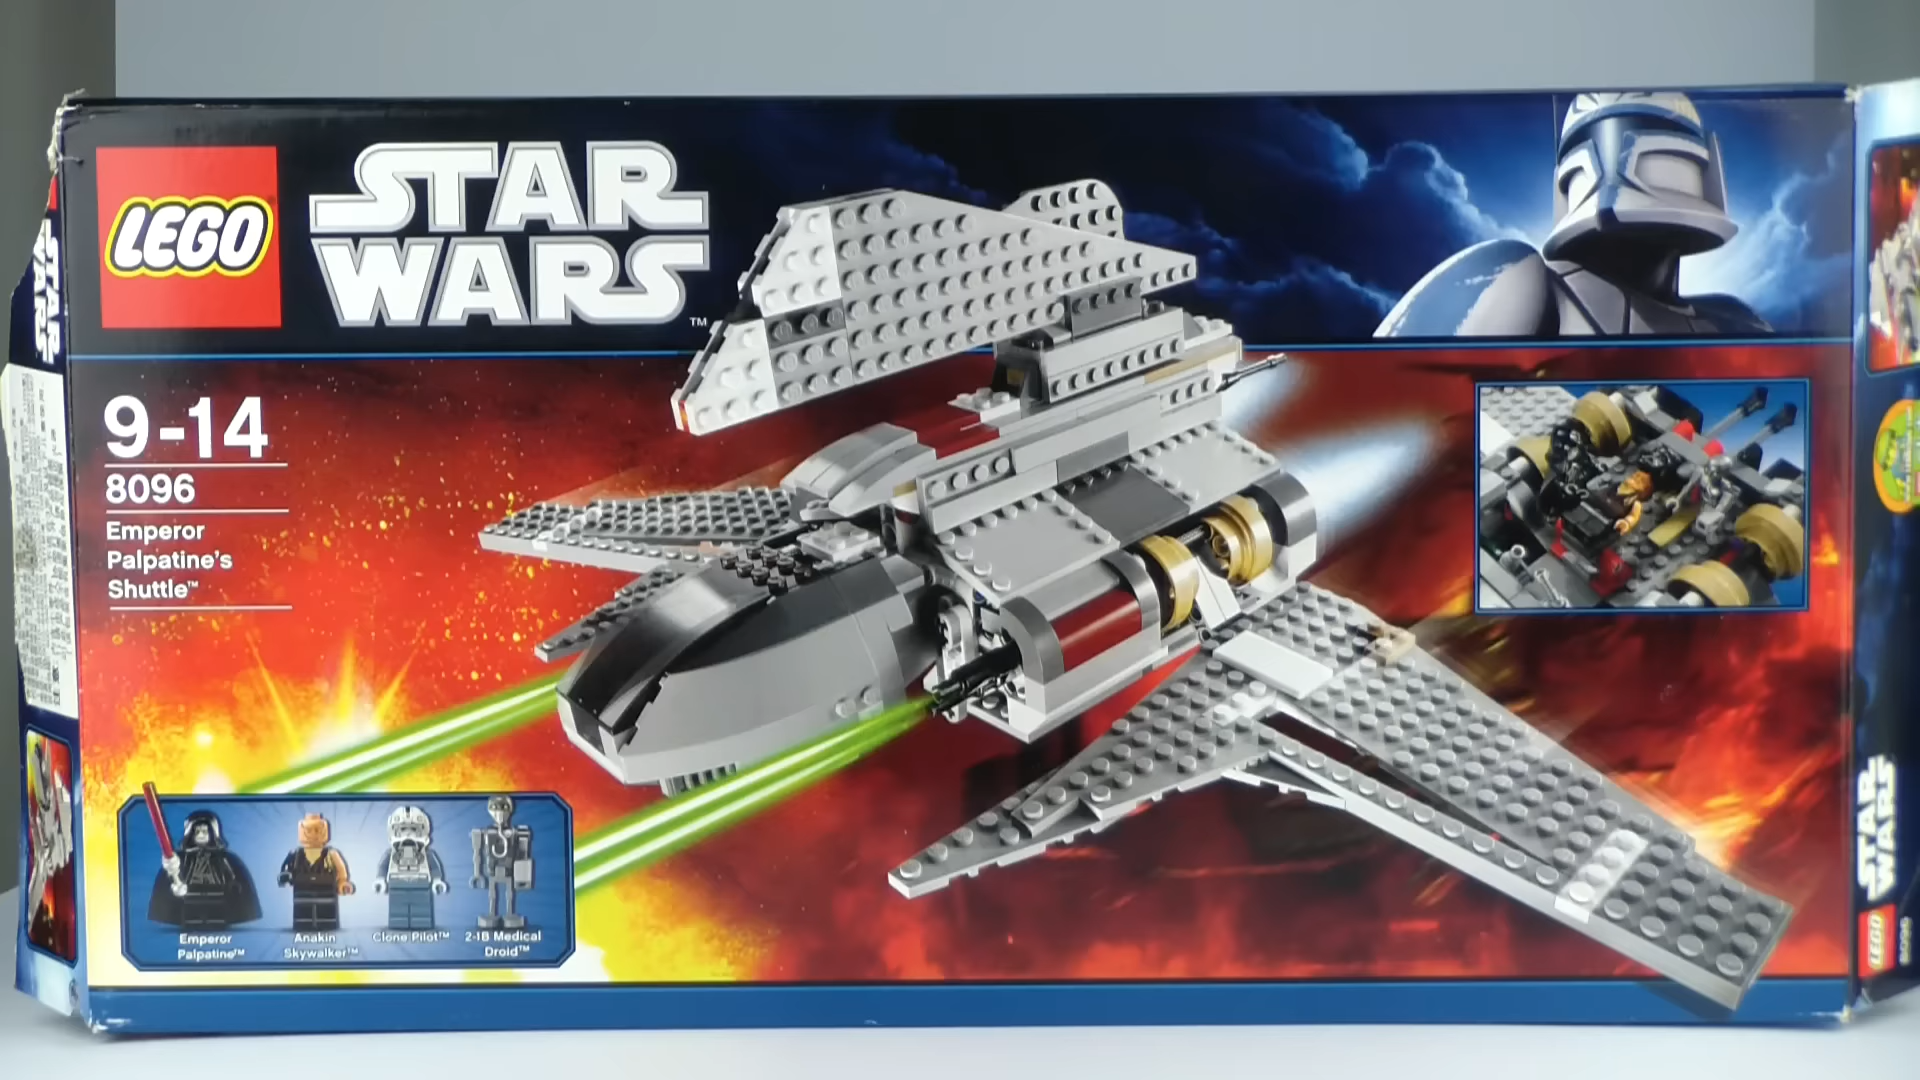 LEGO
STAR
WARS
™
9-14
8096
Emperor
Palpatine's
Shuttle™
Emperor
Palpatine™
Anakin
Skywalker™
Clone Pilot™
2-1B Medical
Droid™
STAR
WARS
STAR
WARS
LEGO
8096